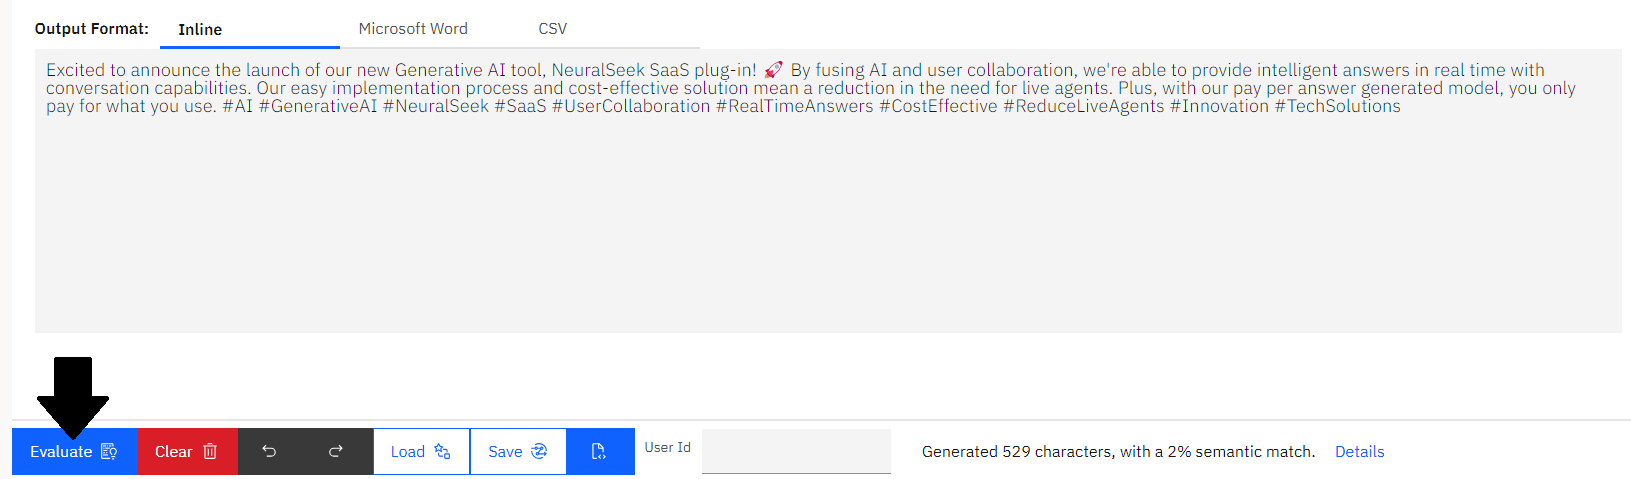 Output Format: Inline Microsoft Word CSV
Excited to announce the launch of our new Generative AI tool, NeuralSeek SaaS plug-in! 🚀 By fusing AI and user collaboration, we're able to provide intelligent answers in real time with
conversation capabilities. Our easy implementation process and cost-effective solution mean a reduction in the need for live agents. Plus, with our pay per answer generated model, you only
pay for what you use. #AI #GenerativeAI #NeuralSeek #SaaS #UserCollaboration #RealTimeAnswers #CostEffective #ReduceLiveAgents #Innovation #TechSolutions
Evaluate Clear Load Save User Id Generated 529 characters, with a 2% semantic match. Details